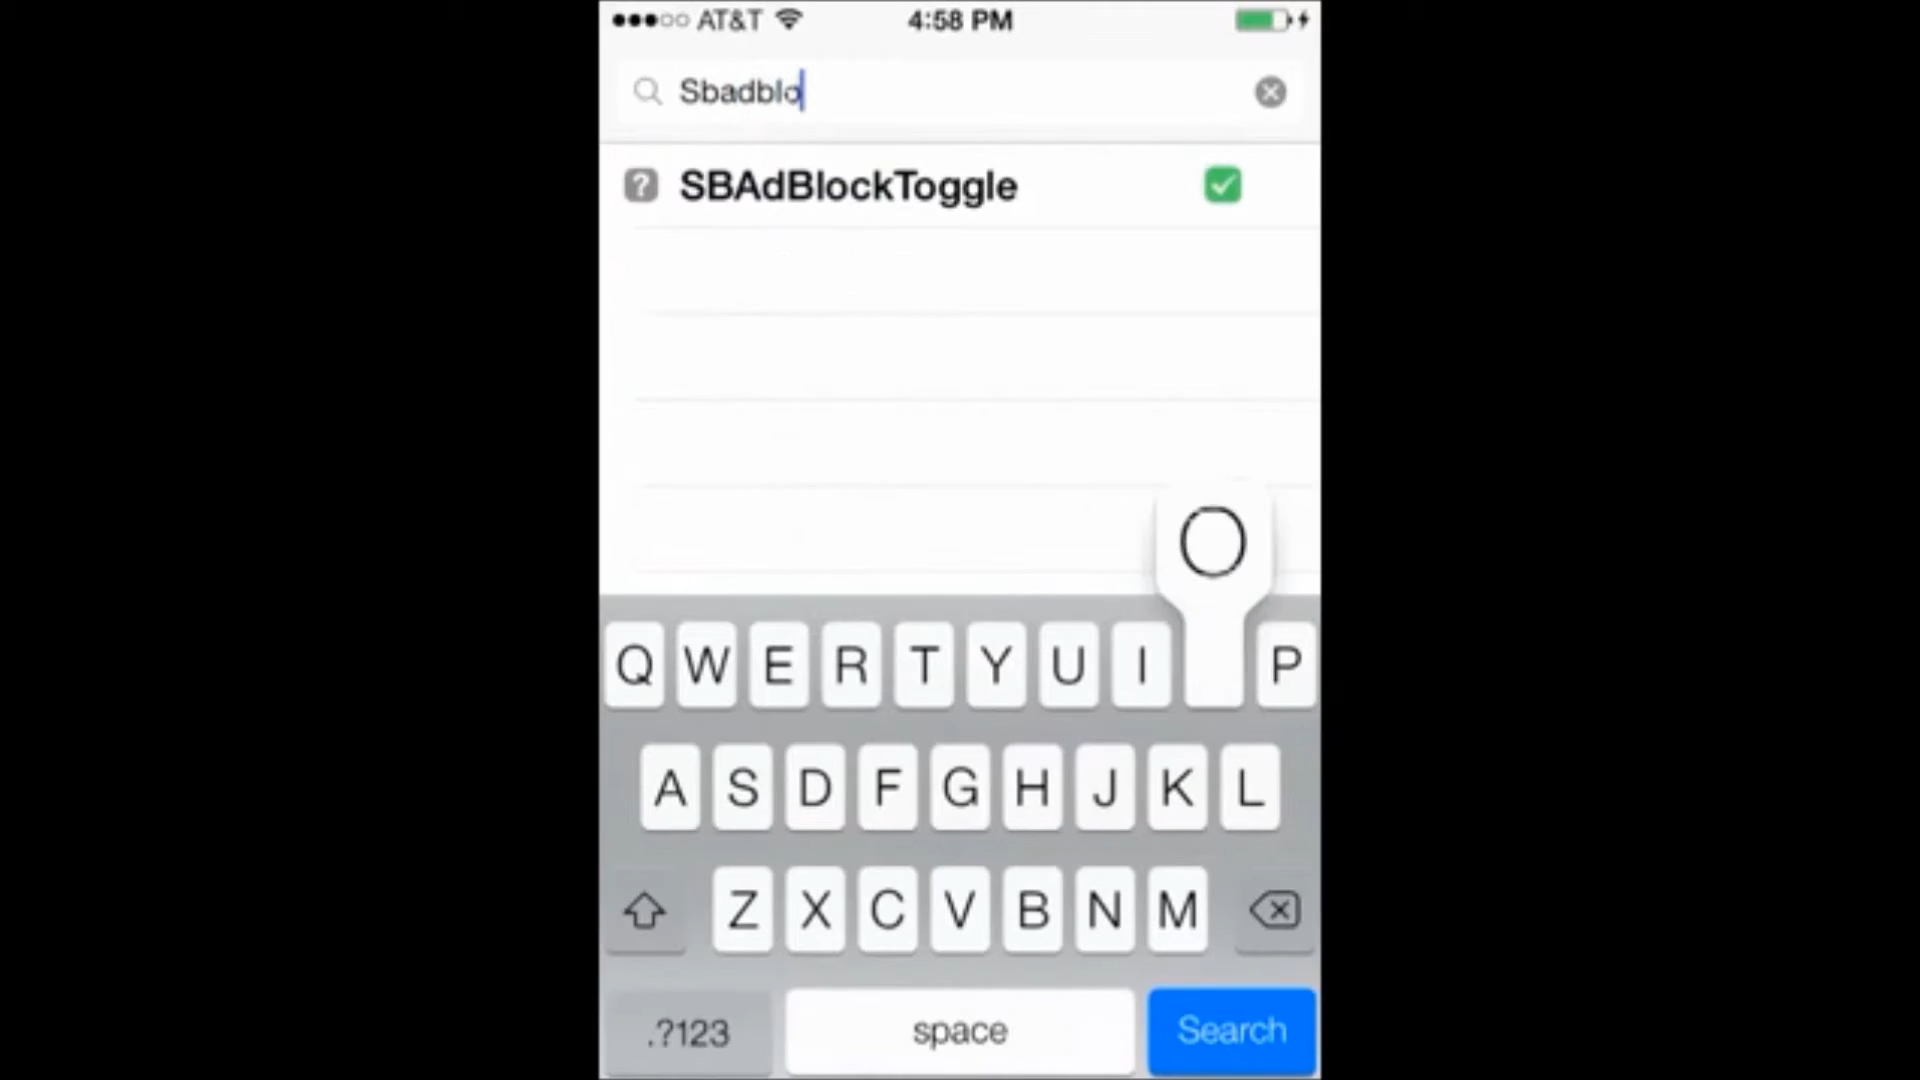 AT&T 4:58 PM
Sbadblo
SBAdBlockToggle
O
Q W E R T Y U I P
A S D F G H J K L
Z X C V B N M
.?123 space Search